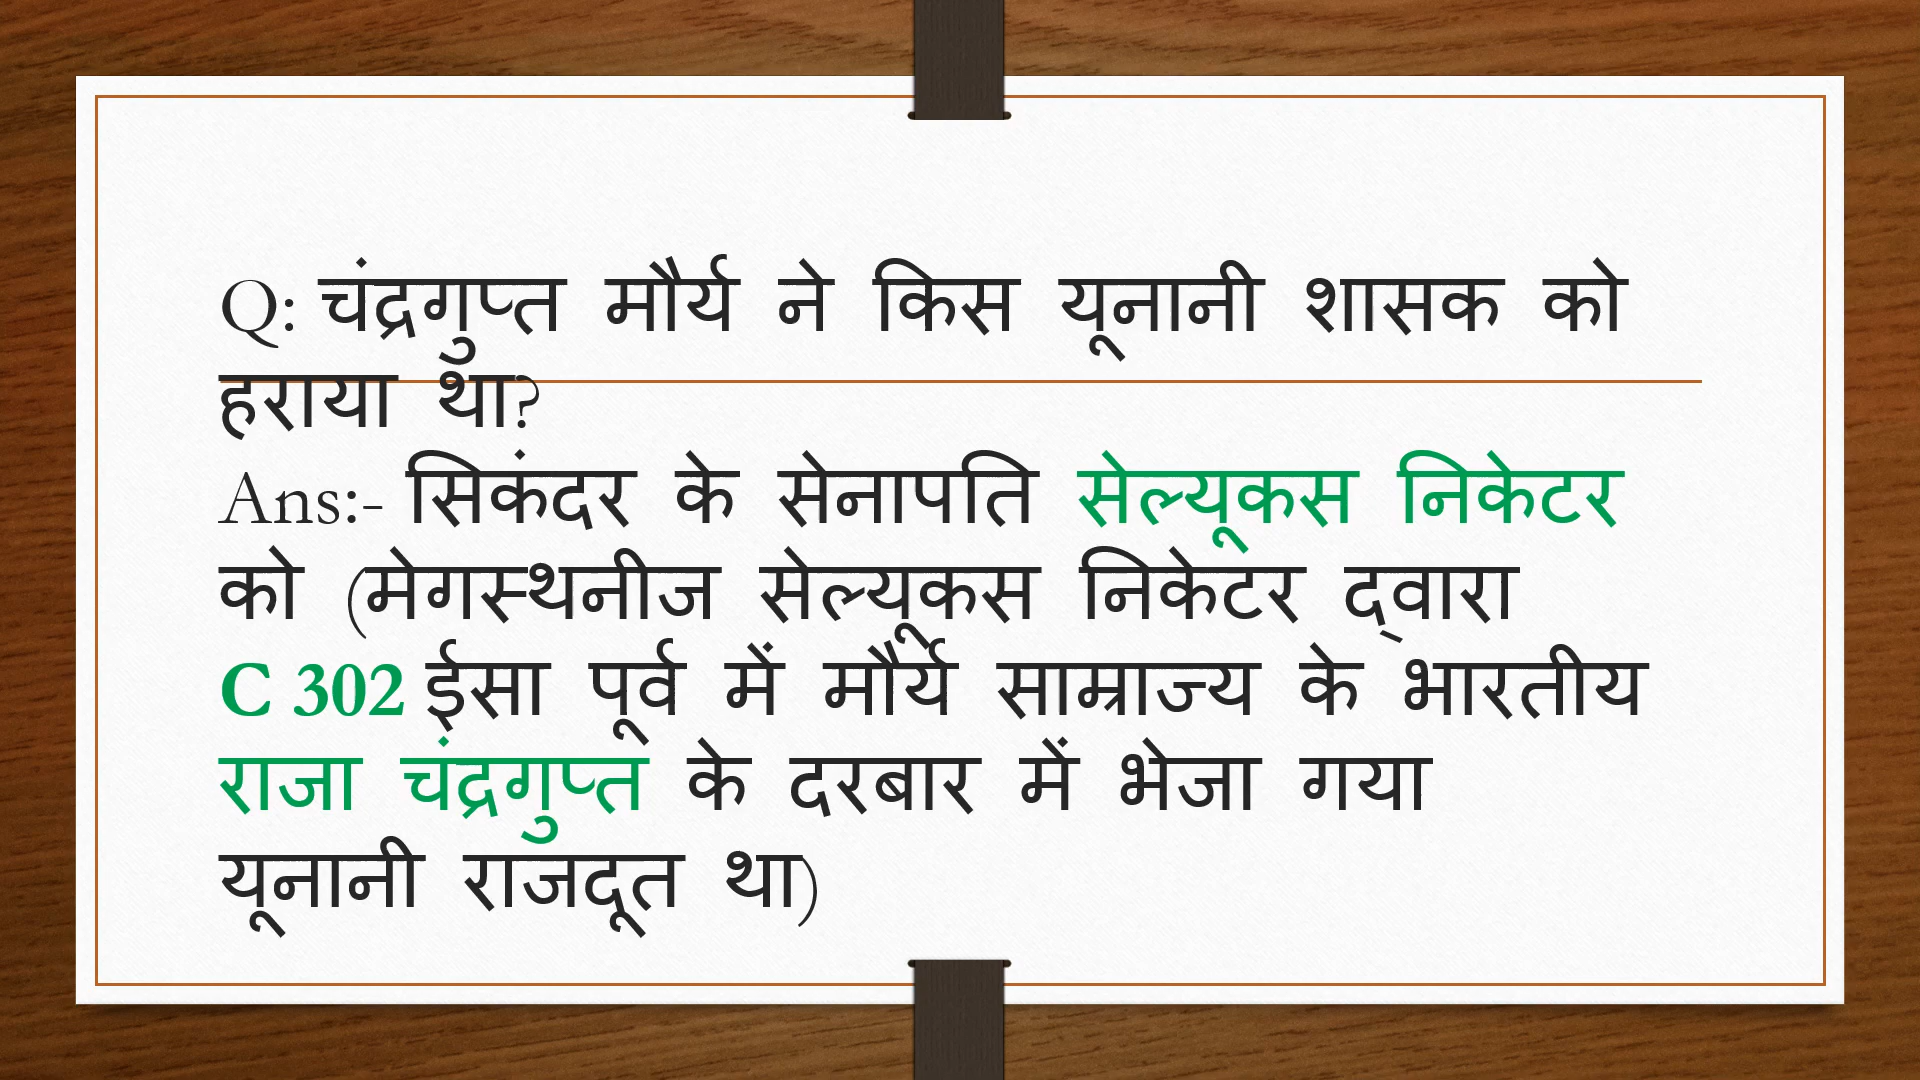 Q: चंद्रगुप्त मौर्य ने किस यूनानी शासक को
हराया था?
Ans:- सिकंदर के सेनापति सेल्यूकस निकेटर
को (मेगस्थनीज सेल्यूकस निकेटर द्वारा
C 302 ईसा पूर्व में मौर्य साम्राज्य के भारतीय
राजा चंद्रगुप्त के दरबार में भेजा गया
यूनानी राजदूत था)